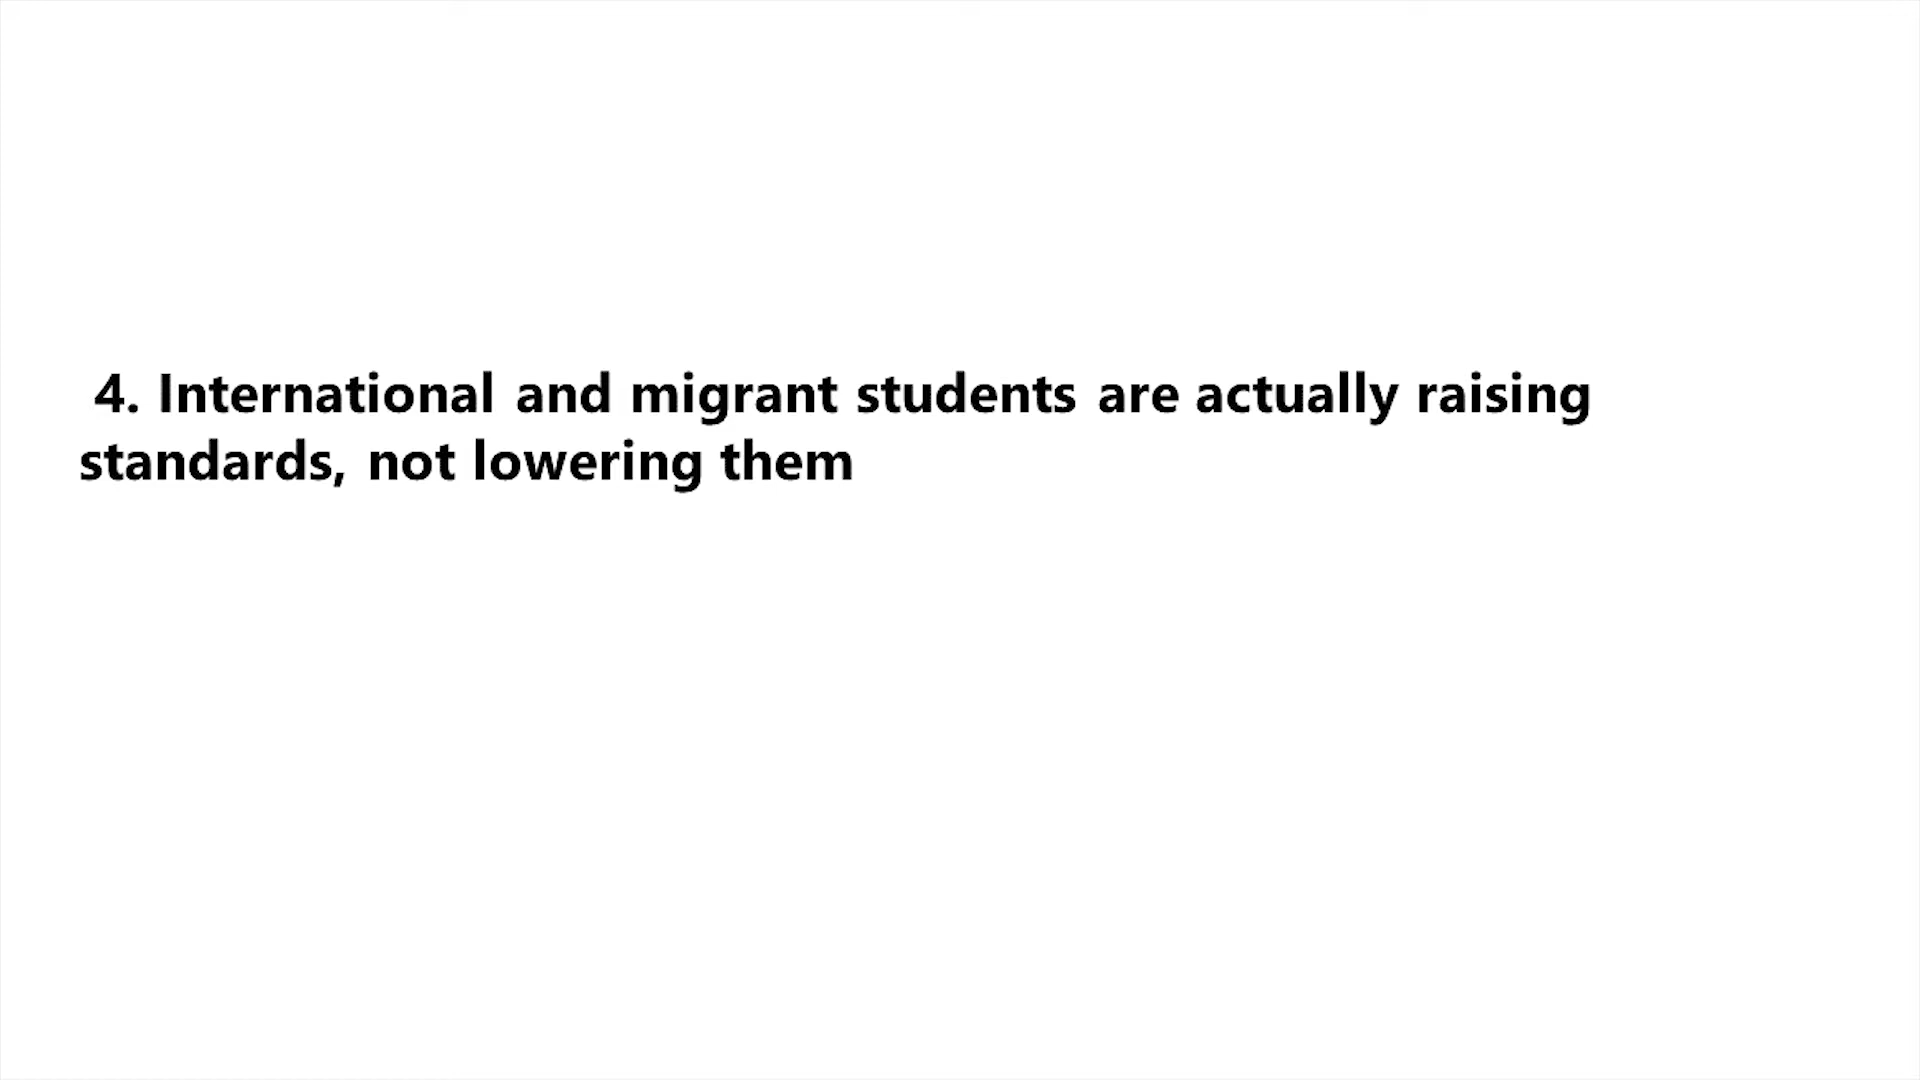 4. International and migrant students are actually raising
standards, not lowering them